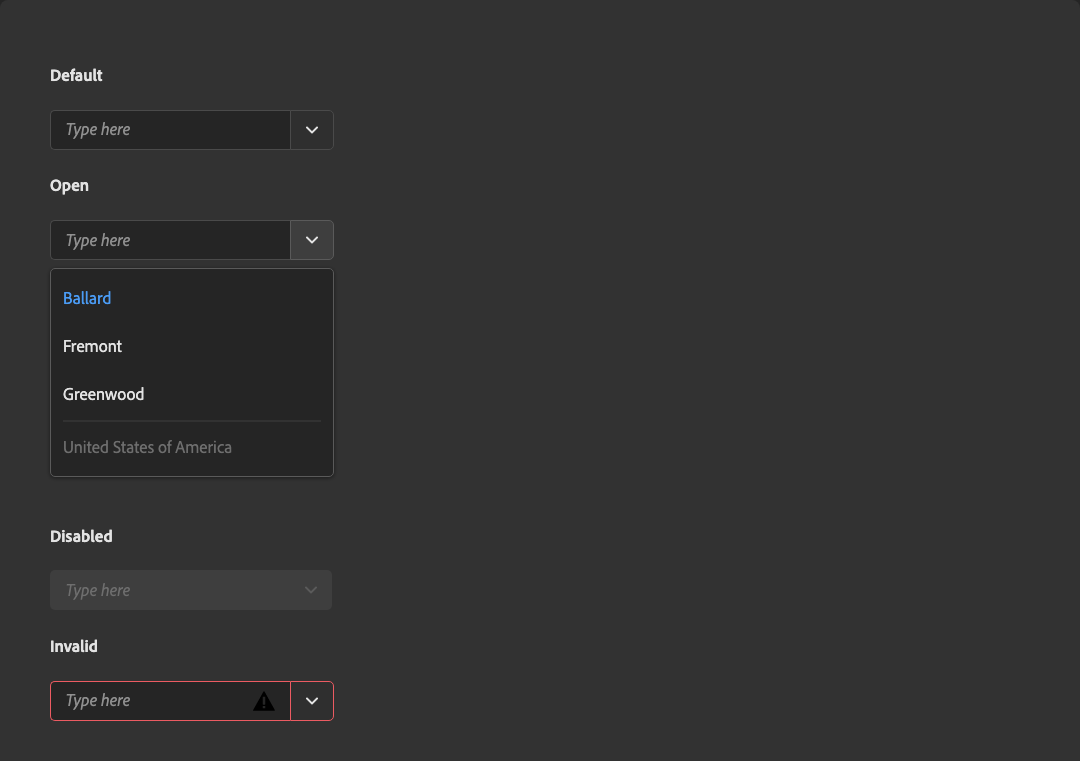 Default
Type here
Open
Type here
Ballard
Fremont
Greenwood
United States of America
Disabled
Type here
Invalid
Type here